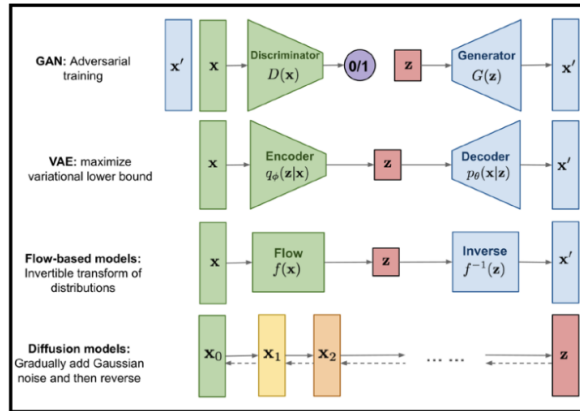 GAN: Adversarial
training
x′
x
Discriminator
D(x)
0/1
z
Generator
G(z)
x′
VAE: maximize
variational lower bound
x
Encoder
qϕ(z|x)
z
Decoder
pθ(x|z)
x′
Flow-based models:
Invertible transform of
distributions
x
Flow
f(x)
z
Inverse
f⁻¹(z)
x′
Diffusion models:
Gradually add Gaussian
noise and then reverse
x₀
x₁
x₂
... ...
z